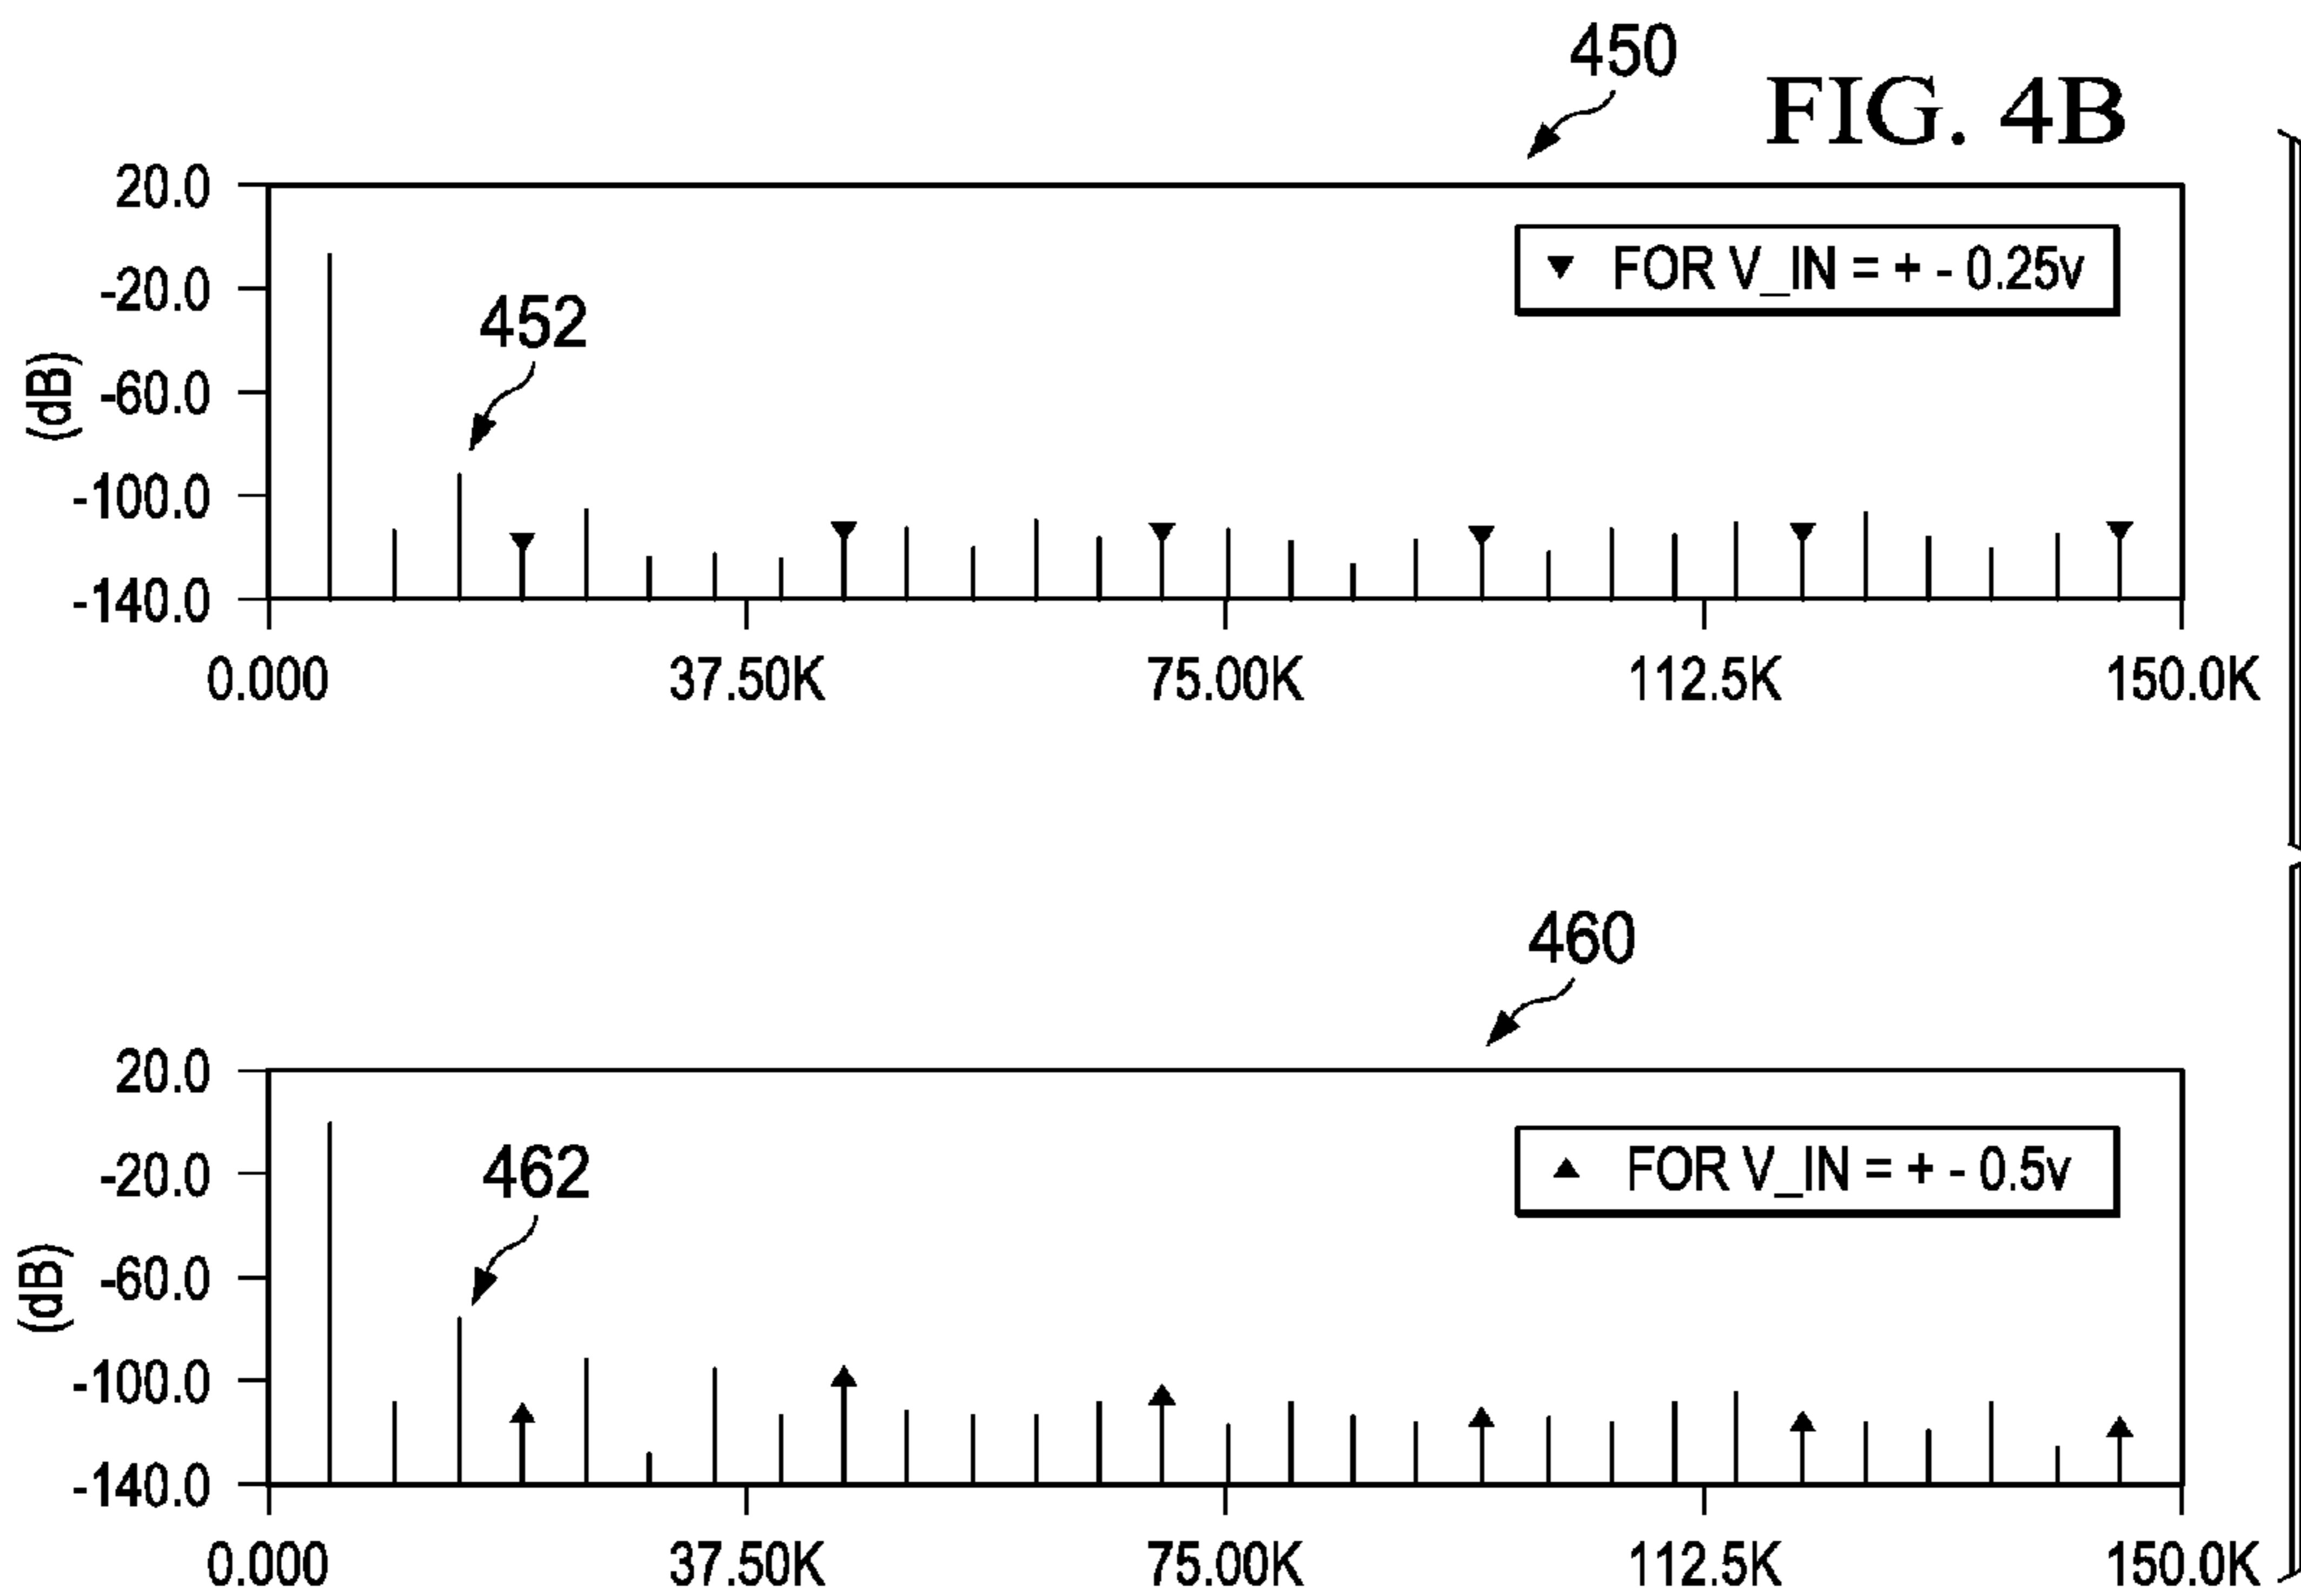 450
FIG. 4B
20.0
-20.0
-60.0
-100.0
-140.0
(dB)
452
▼ FOR V_IN = + - 0.25v
0.000
37.50K
75.00K
112.5K
150.0K
460
20.0
-20.0
-60.0
-100.0
-140.0
(dB)
462
▲ FOR V_IN = + - 0.5v
0.000
37.50K
75.00K
112.5K
150.0K